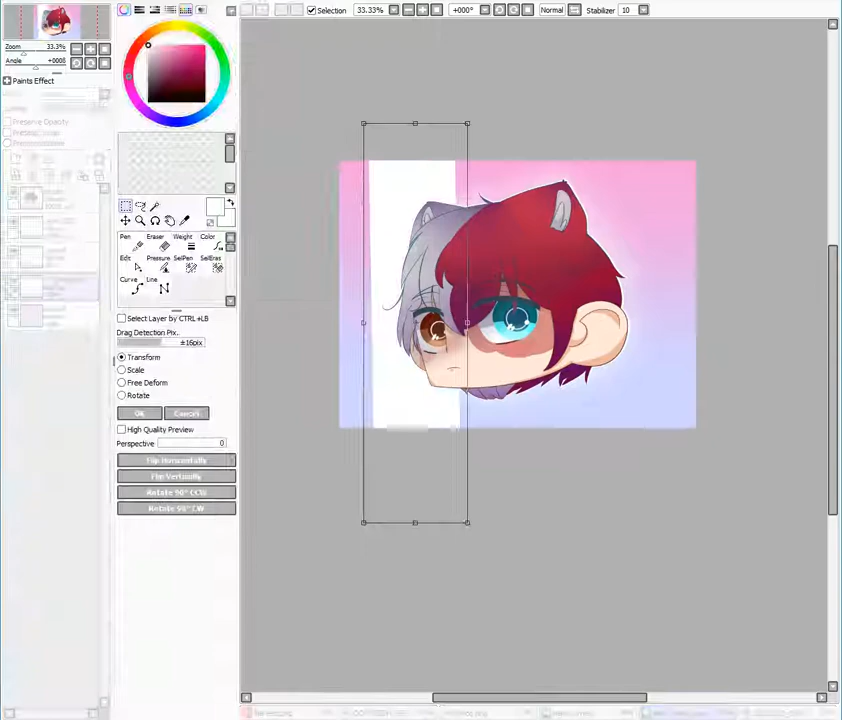 Selection 33.33% +000° Normal Stabilizer 10
Zoom 33.3%
Angle +0008
Paints Effect
Preserve Opacity
Pen Eraser Weight Color
Edit Pressure SelPen SelEras
Curve Line
Select Layer by CTRL +LB
Drag Detection Pix.
±16pix
Transform
Scale
Free Deform
Rotate
OK Cancel
High Quality Preview
Perspective 0
Flip Horizontally
Flip Vertically
Rotate 90° CCW
Rotate 90° CW